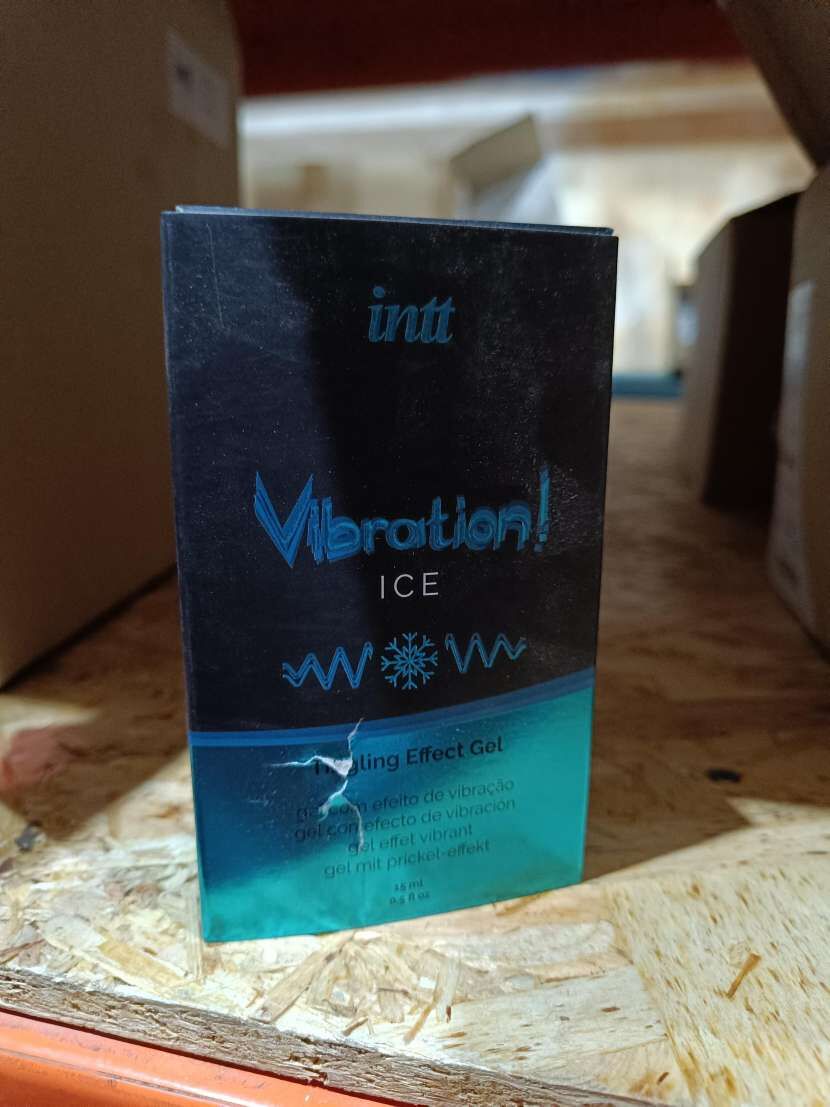 intt
Vibration!
ICE
Effect Gel
efeito de vibração
gel con efecto de vibración
gel effet vibrant
gel mit prickel-effekt
15 ml
0.5 fl oz